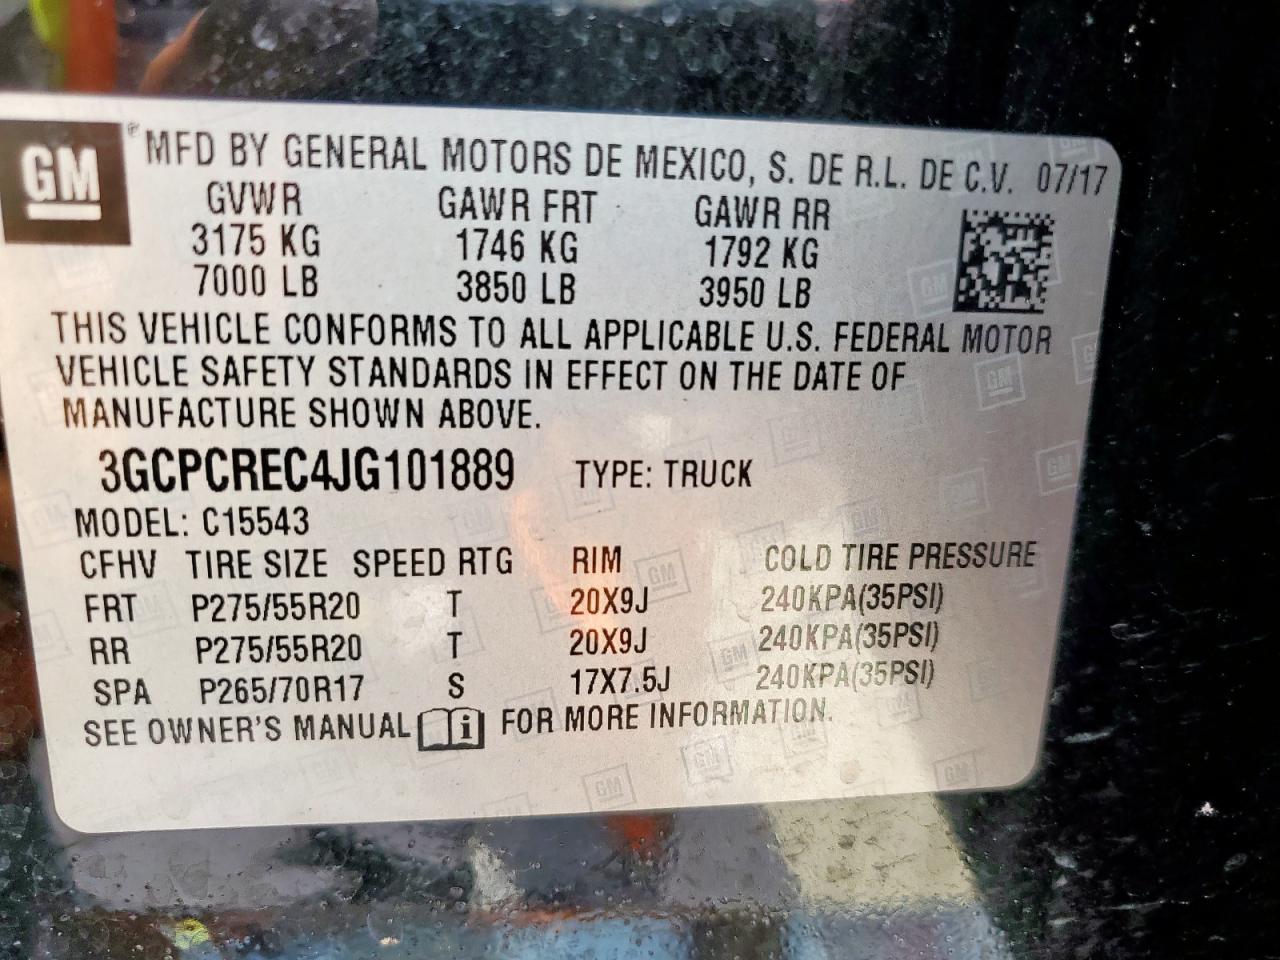 GM ® MFD BY GENERAL MOTORS DE MEXICO, S. DE R.L. DE C.V. 07/17
GVWR GAWR FRT GAWR RR
3175 KG 1746 KG 1792 KG
7000 LB 3850 LB 3950 LB
THIS VEHICLE CONFORMS TO ALL APPLICABLE U.S. FEDERAL MOTOR
VEHICLE SAFETY STANDARDS IN EFFECT ON THE DATE OF
MANUFACTURE SHOWN ABOVE.
3GCPCREC4JG101889 TYPE: TRUCK
MODEL: C15543
CFHV TIRE SIZE SPEED RTG RIM COLD TIRE PRESSURE
FRT P275/55R20 T 20X9J 240KPA(35PSI)
RR P275/55R20 T 20X9J 240KPA(35PSI)
SPA P265/70R17 S 17X7.5J 240KPA(35PSI)
SEE OWNER'S MANUAL i FOR MORE INFORMATION.